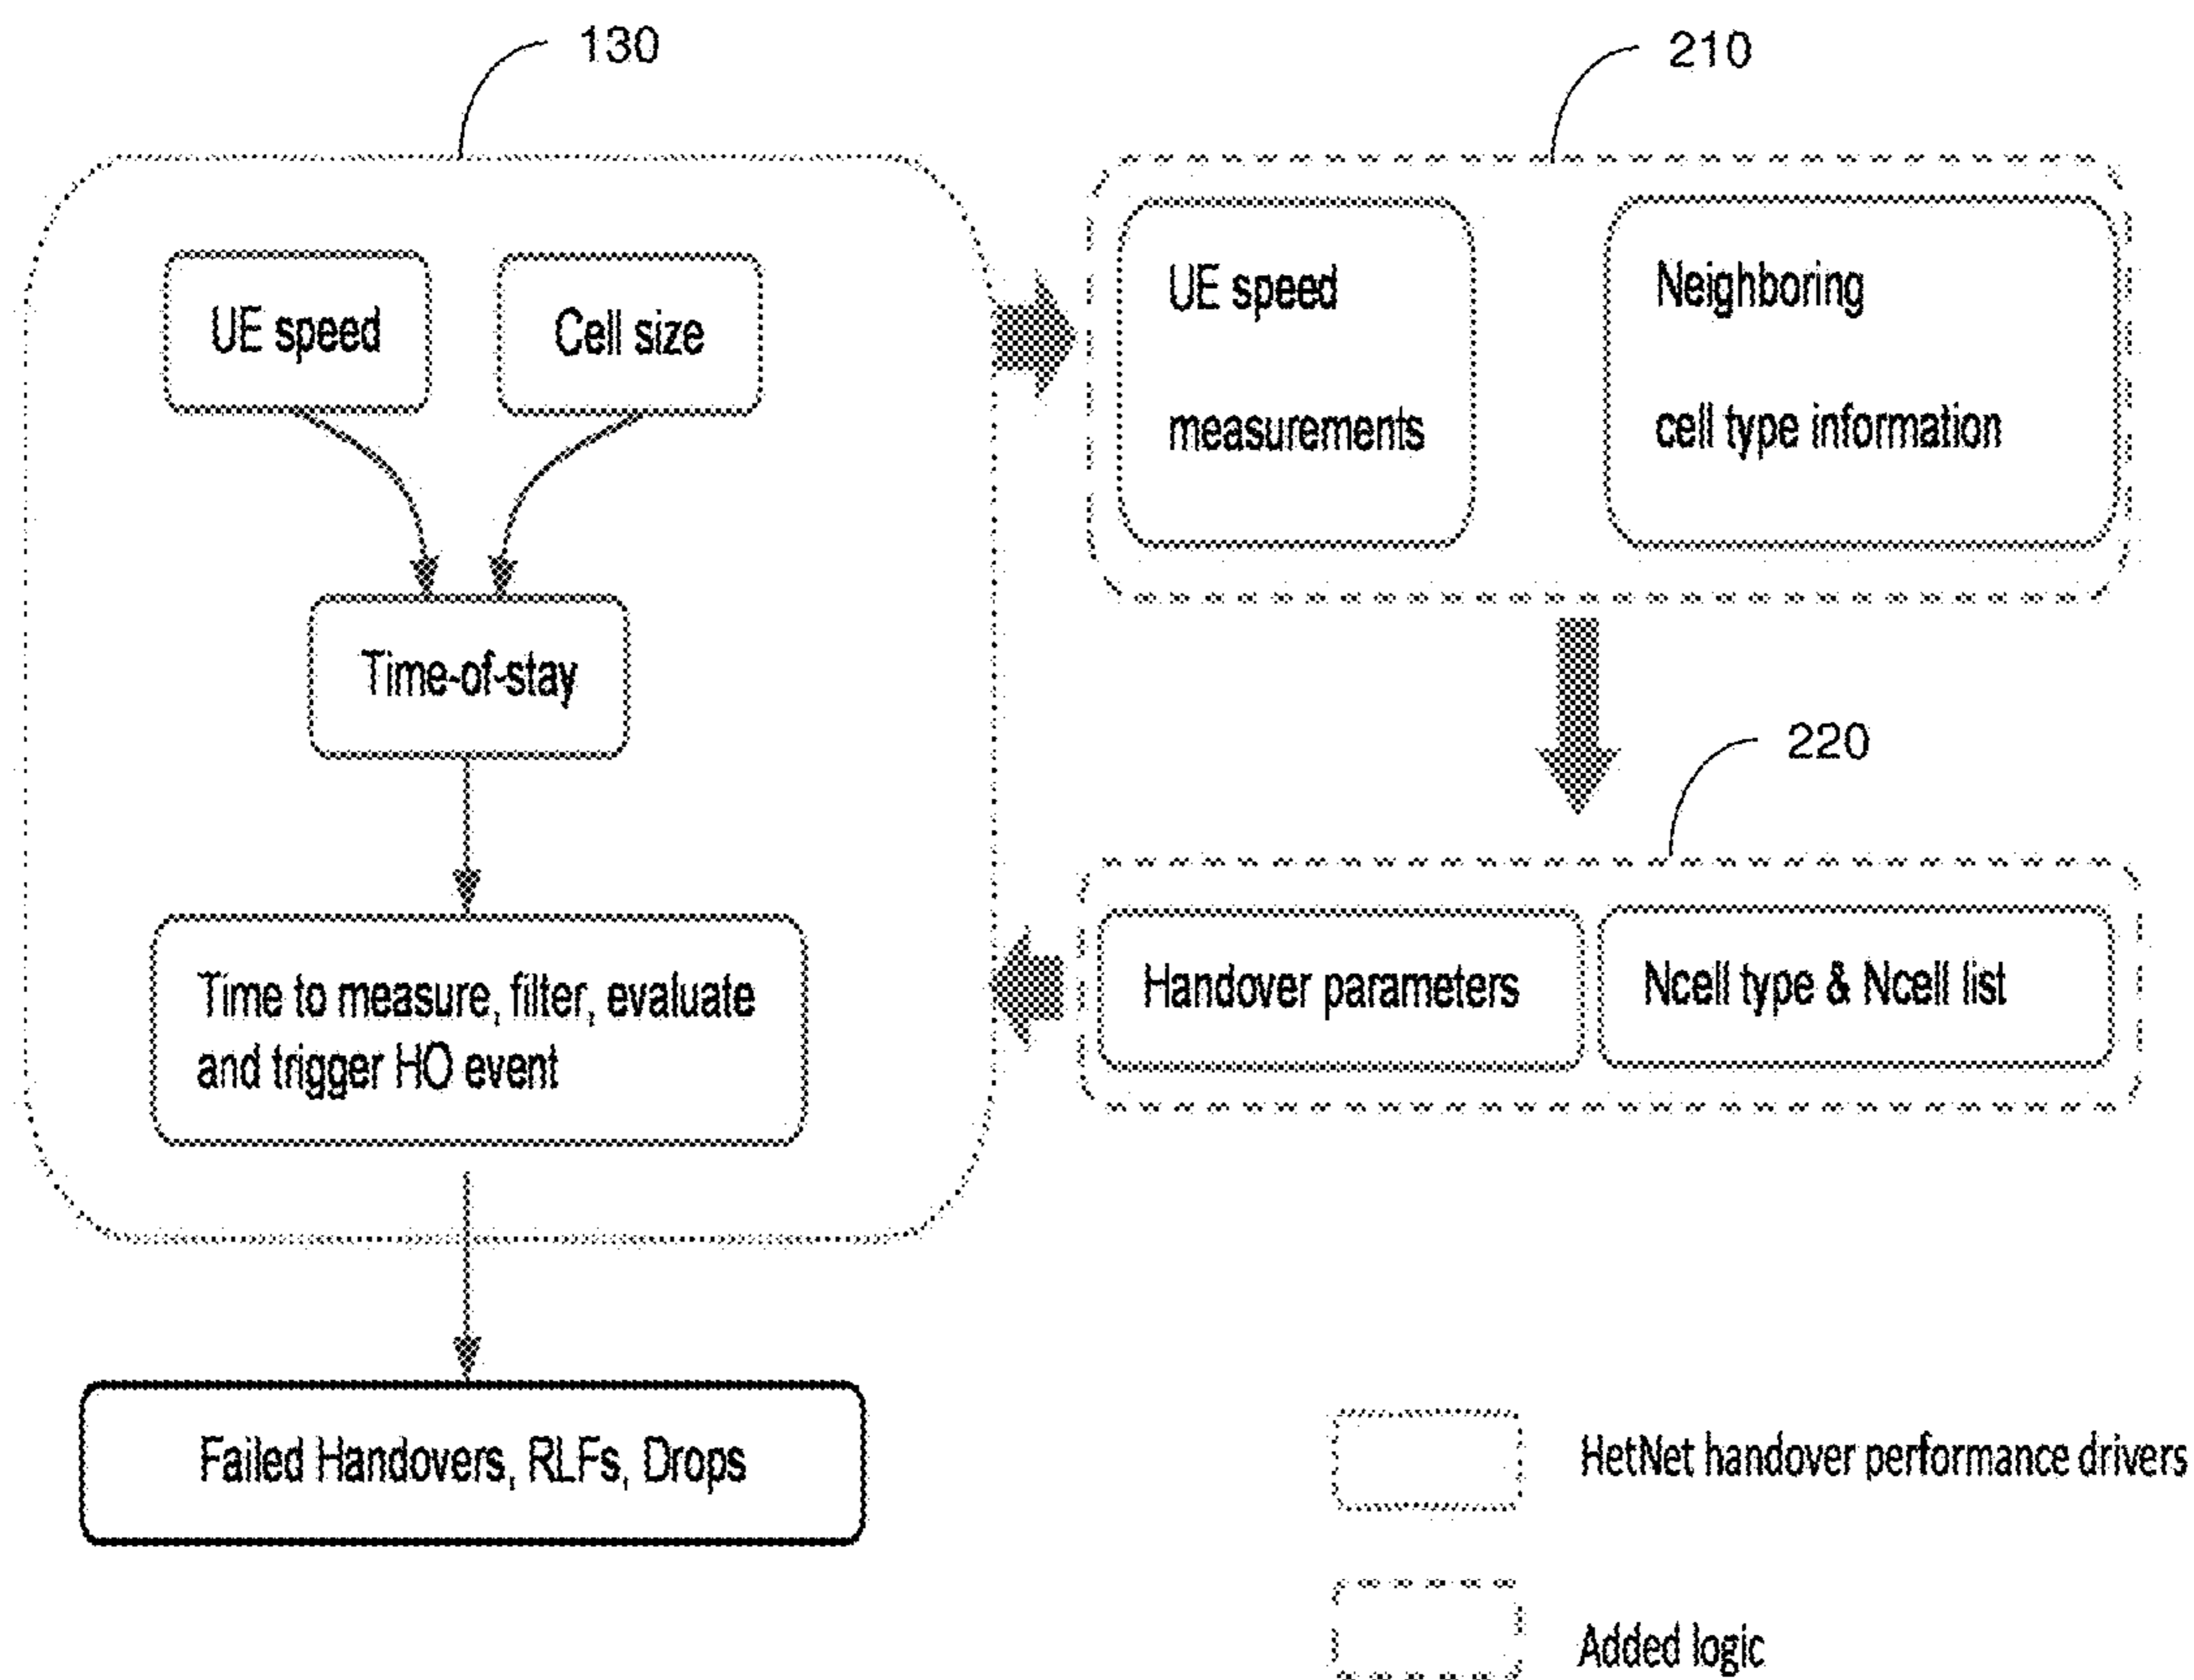 130
210
UE speed
Cell size
UE speed
measurements
Neighboring
cell type information
Time-of-stay
220
Time to measure, filter, evaluate
and trigger HO event
Handover parameters
Ncell type & Ncell list
Failed Handovers, RLFs, Drops
HetNet handover performance drivers
Added logic